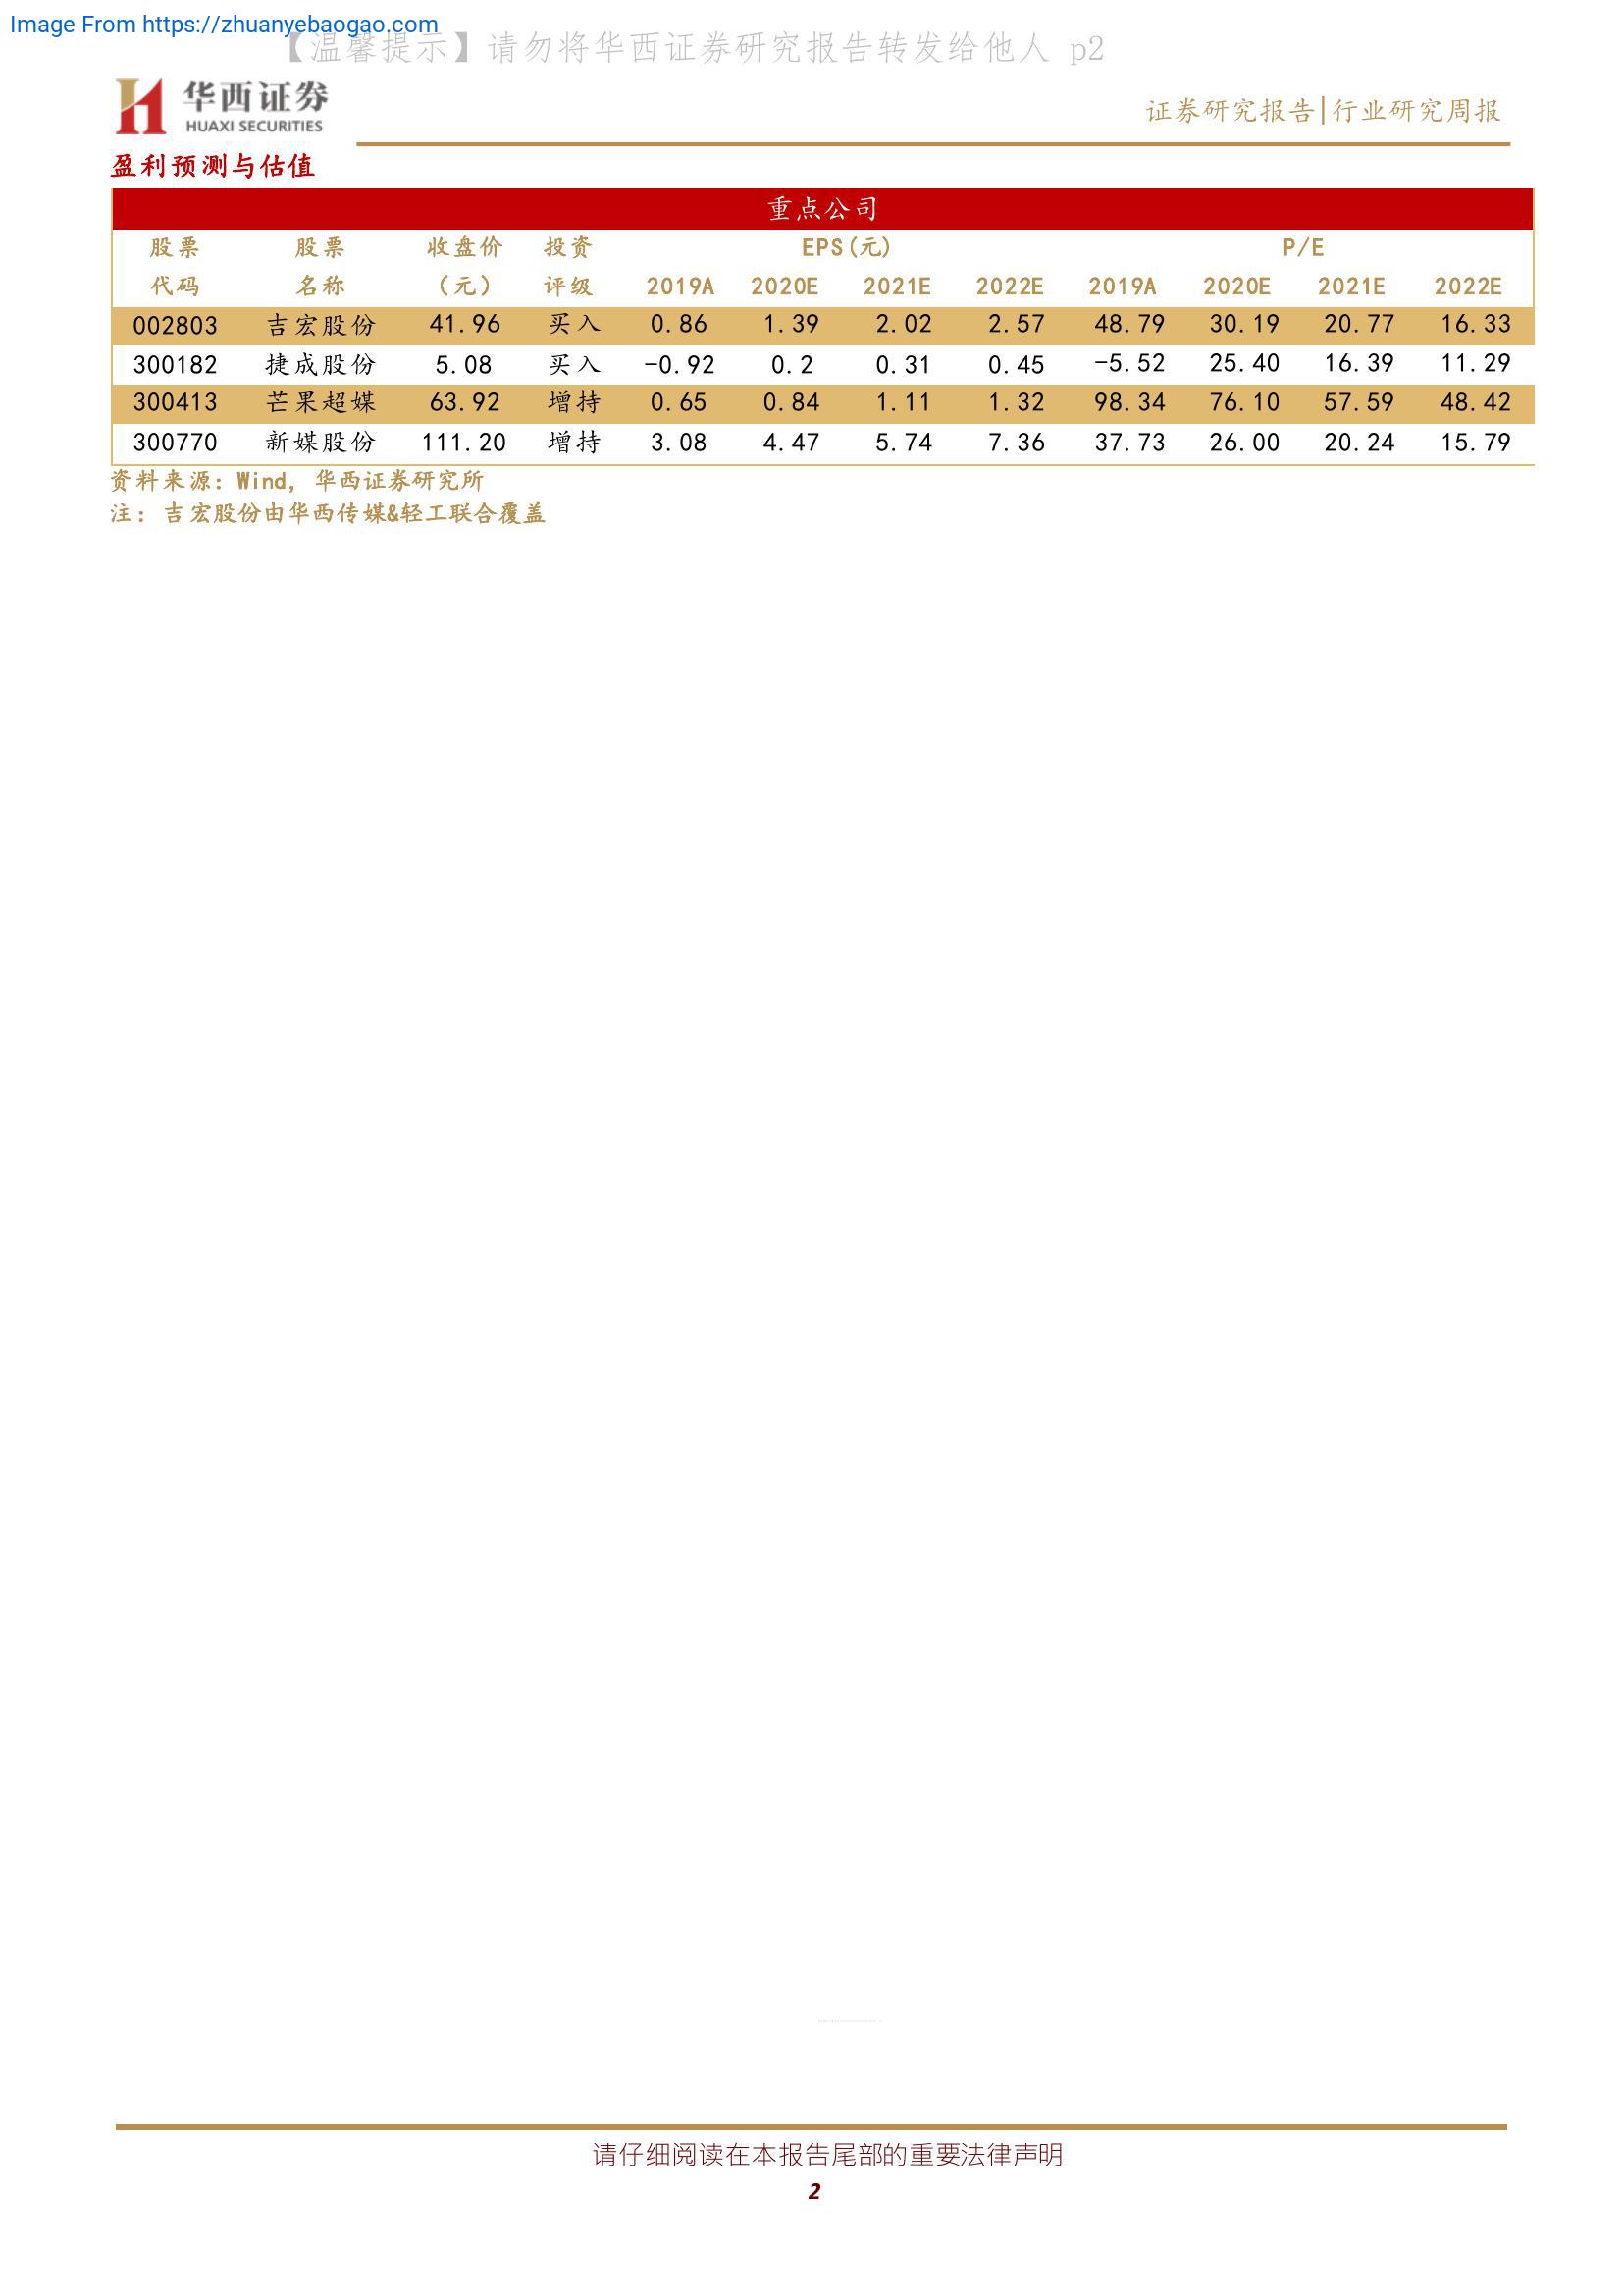 Image From https://zhuanyebaogao.com
【温馨提示】请勿将华西证券研究报告转发给他人 p2
华西证券
HUAXI SECURITIES
证券研究报告|行业研究周报
盈利预测与估值
重点公司
股票 股票 收盘价 投资 EPS(元) P/E
代码 名称 （元） 评级 2019A 2020E 2021E 2022E 2019A 2020E 2021E 2022E
002803 吉宏股份 41.96 买入 0.86 1.39 2.02 2.57 48.79 30.19 20.77 16.33
300182 捷成股份 5.08 买入 -0.92 0.2 0.31 0.45 -5.52 25.40 16.39 11.29
300413 芒果超媒 63.92 增持 0.65 0.84 1.11 1.32 98.34 76.10 57.59 48.42
300770 新媒股份 111.20 增持 3.08 4.47 5.74 7.36 37.73 26.00 20.24 15.79
资料来源：Wind，华西证券研究所
注：吉宏股份由华西传媒&轻工联合覆盖
请仔细阅读在本报告尾部的重要法律声明
2